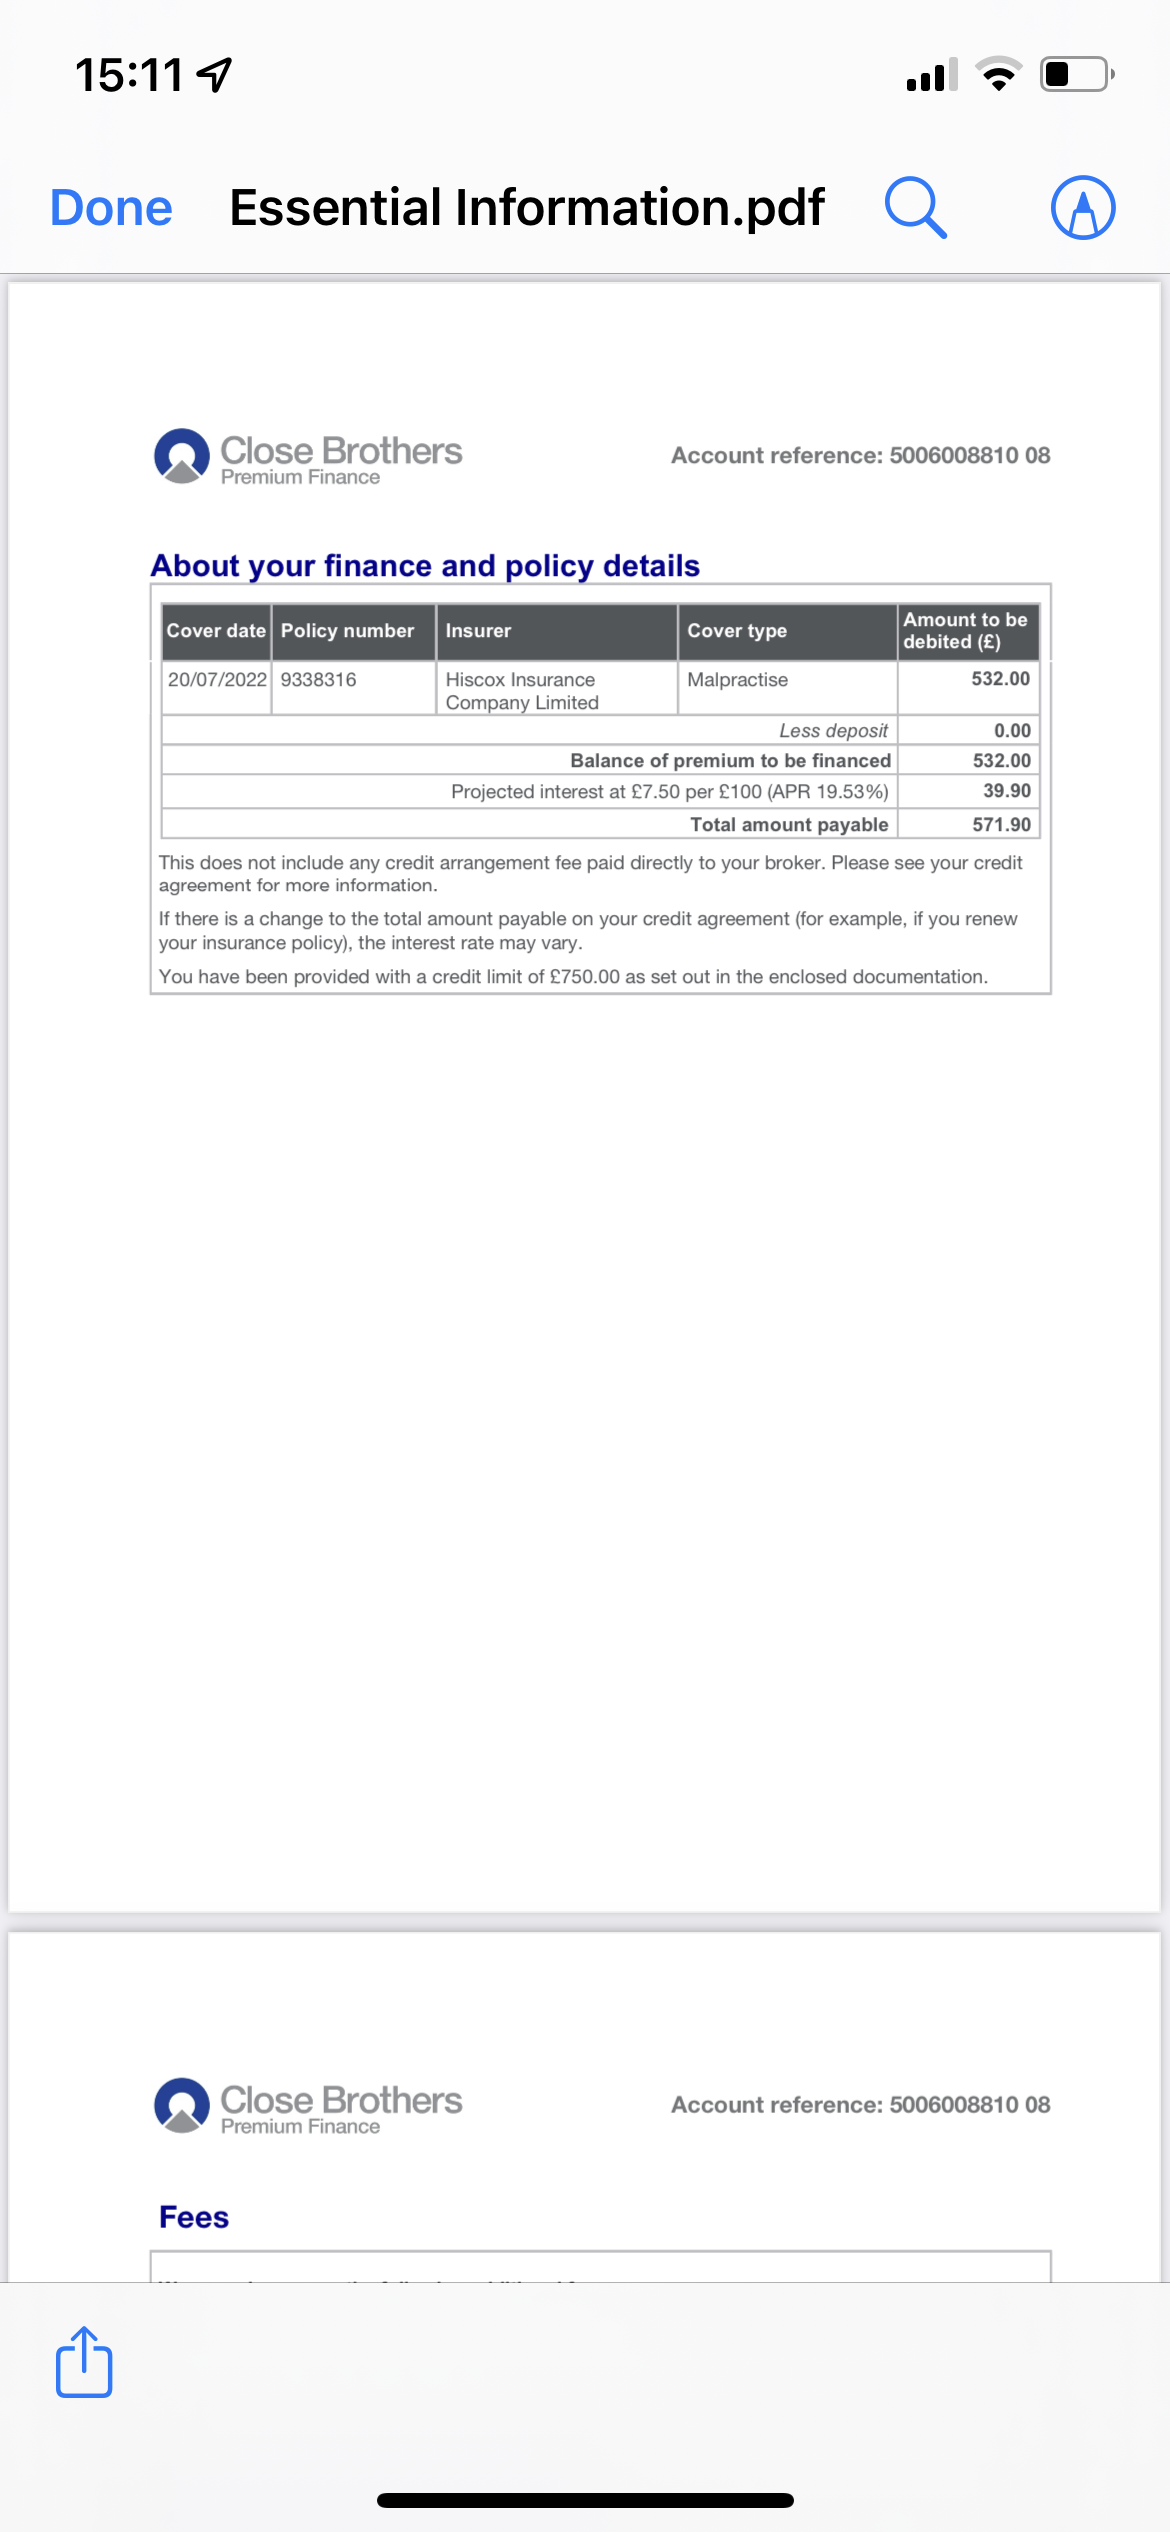 15:11
Done Essential Information.pdf
Close Brothers
Premium Finance
Account reference: 5006008810 08
About your finance and policy details
Cover date Policy number Insurer Cover type Amount to be debited (£)
20/07/2022 9338316 Hiscox Insurance Company Limited Malpractise 532.00
Less deposit 0.00
Balance of premium to be financed 532.00
Projected interest at £7.50 per £100 (APR 19.53%) 39.90
Total amount payable 571.90
This does not include any credit arrangement fee paid directly to your broker. Please see your credit
agreement for more information.
If there is a change to the total amount payable on your credit agreement (for example, if you renew
your insurance policy), the interest rate may vary.
You have been provided with a credit limit of £750.00 as set out in the enclosed documentation.
Close Brothers
Premium Finance
Account reference: 5006008810 08
Fees